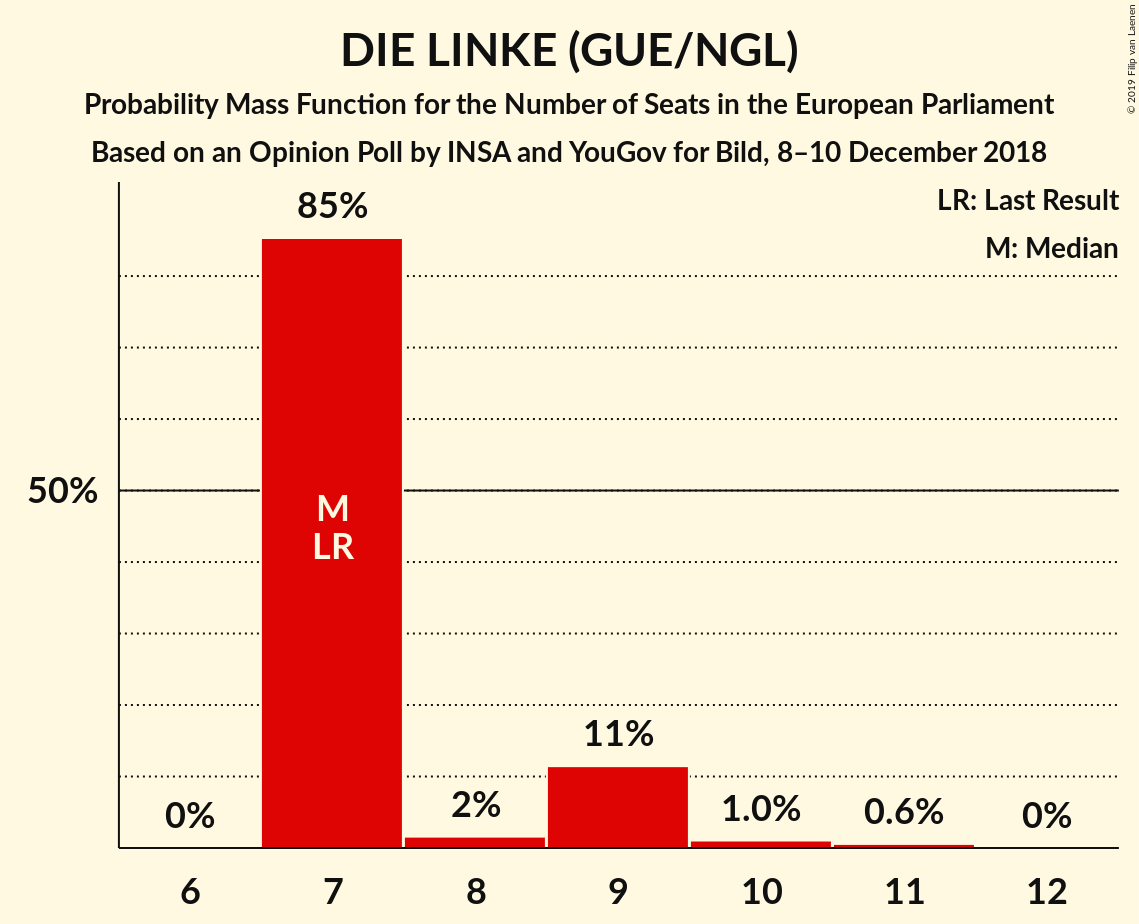 DIE LINKE (GUE/NGL)
Probability Mass Function for the Number of Seats in the European Parliament
Based on an Opinion Poll by INSA and YouGov for Bild, 8–10 December 2018
© 2019 Filip van Laenen
LR: Last Result
M: Median
85%
50%
M
LR
0%
2%
11%
1.0%
0.6%
0%
6 7 8 9 10 11 12